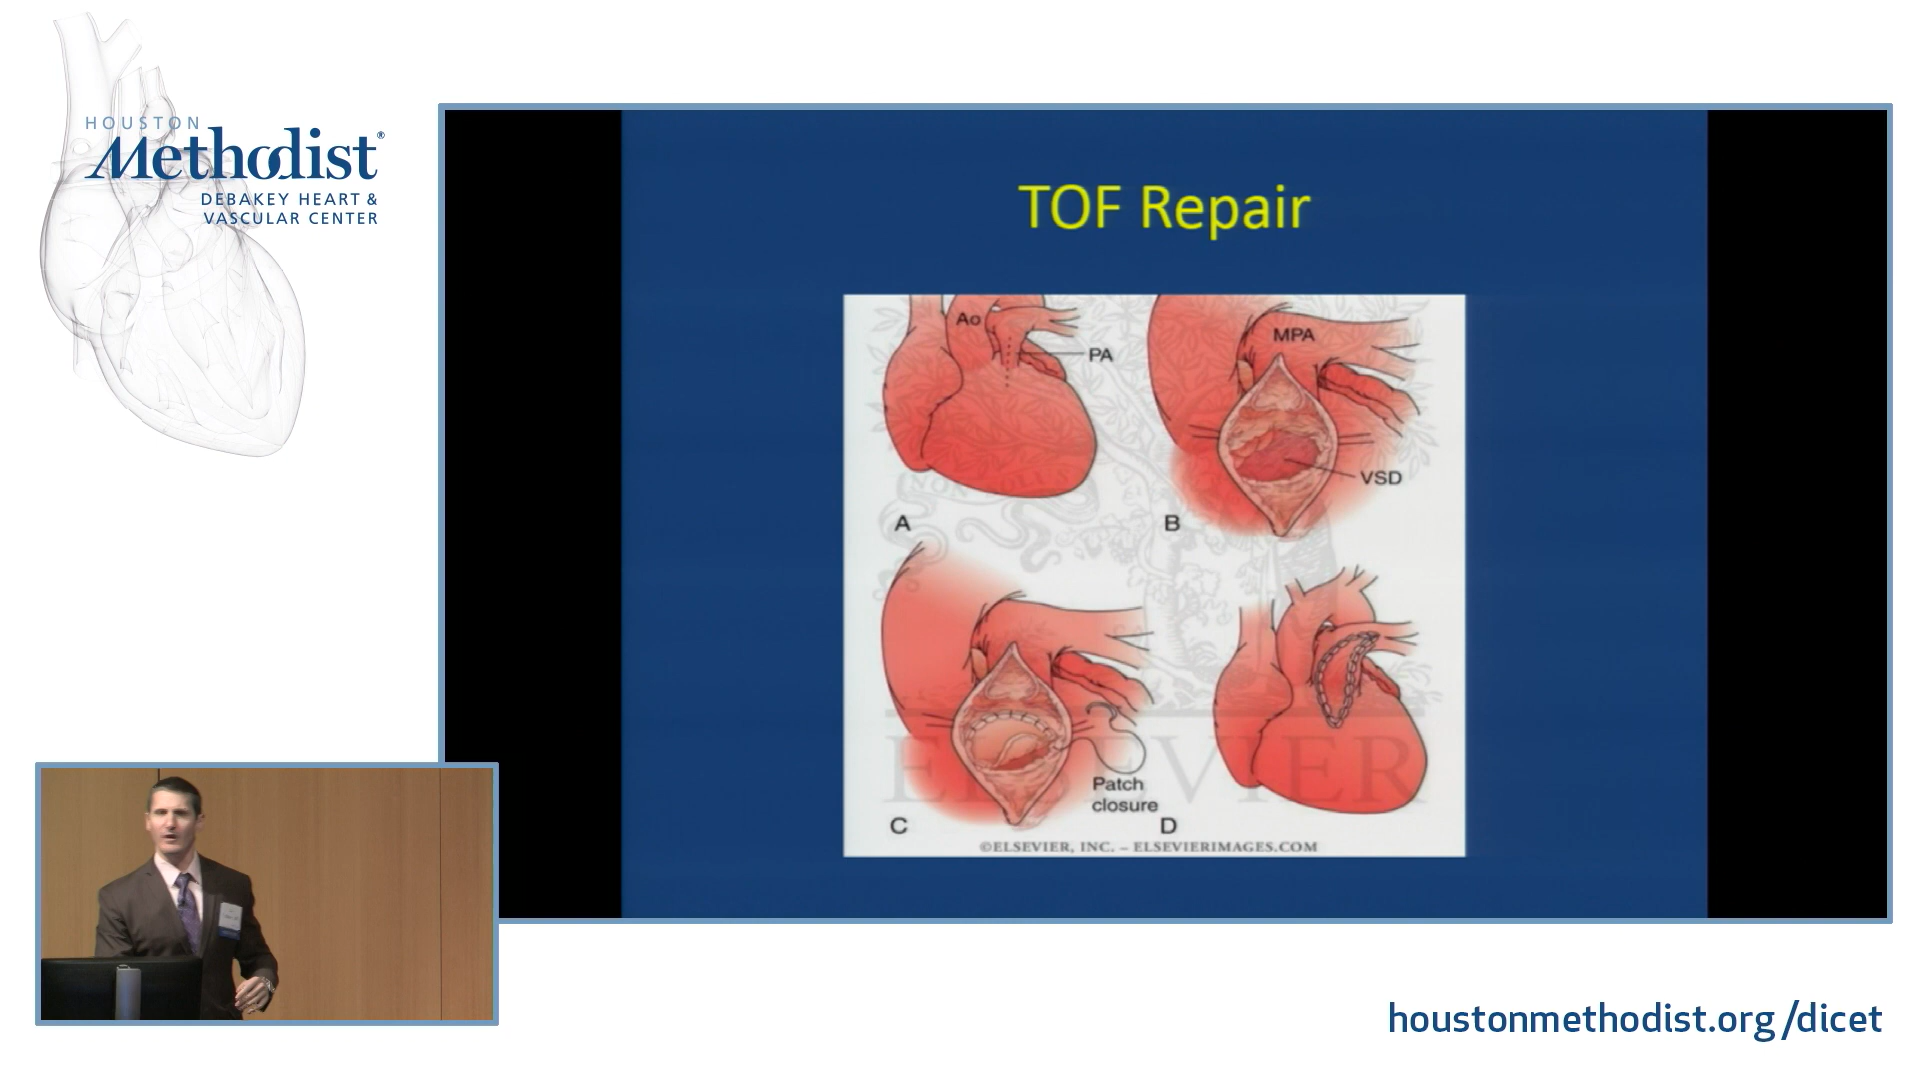 HOUSTON
Methodist®
DEBAKEY HEART &
VASCULAR CENTER
TOF Repair
Ao
PA
A
MPA
VSD
B
Patch
closure
C
D
ELSEVIER
©ELSEVIER, INC. – ELSEVIERIMAGES.COM
houstonmethodist.org/dicet